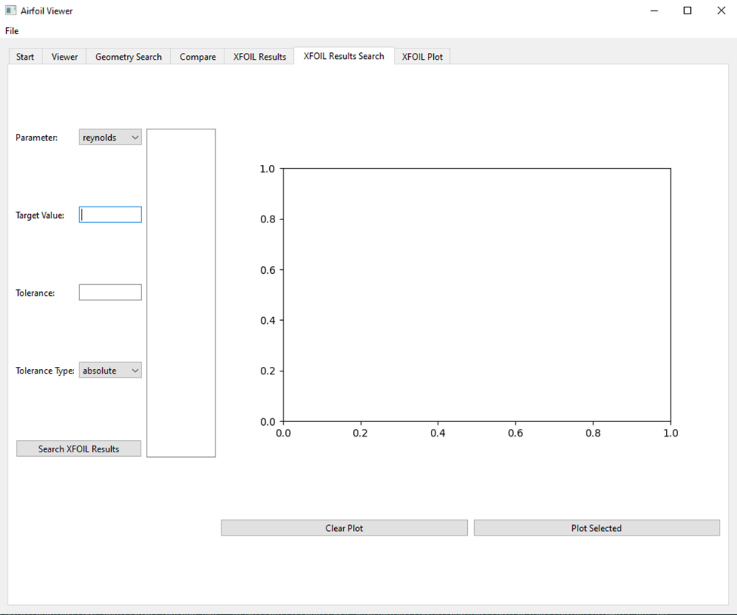 Airfoil Viewer
File
Start Viewer Geometry Search Compare XFOIL Results XFOIL Results Search XFOIL Plot
Parameter: reynolds
Target Value:
Tolerance:
Tolerance Type: absolute
Search XFOIL Results
1.0
0.8
0.6
0.4
0.2
0.0
0.0 0.2 0.4 0.6 0.8 1.0
Clear Plot Plot Selected